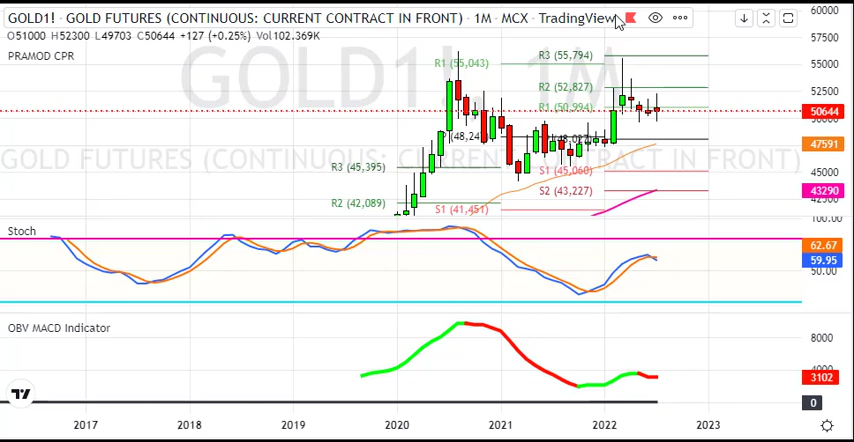 GOLD1! · GOLD FUTURES (CONTINUOUS: CURRENT CONTRACT IN FRONT) · 1M · MCX · TradingView
O51000 H52300 L49703 C50644 +127 (+0.25%) Vol102.369K
PRAMOD CPR
GOLD1!, 1M
GOLD FUTURES (CONTINUOUS: CURRENT CONTRACT IN FRONT)
60000
57500
R3 (55,794)
55000
R1 (55,043)
R2 (52,827)
52500
R1 (50,994)
50644
50000
47591
R3 (45,395)
S1 (45,060)
45000
S2 (43,227)
43290
42500
R2 (42,089)
S1 (41,451)
100.00
Stoch
62.67
59.95
50.00
OBV MACD Indicator
8000
4000
3102
0
2017 2018 2019 2020 2021 2022 2023